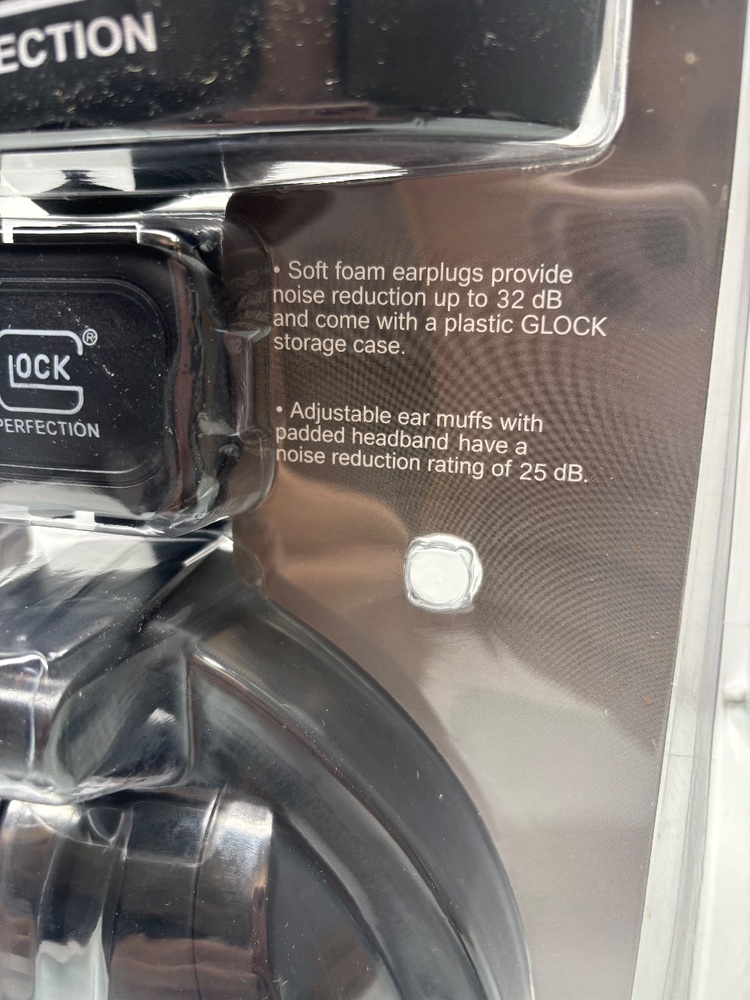 ECTION
• Soft foam earplugs provide
noise reduction up to 32 dB
and come with a plastic GLOCK
storage case.
GLOCK®
PERFECTION
• Adjustable ear muffs with
padded headband have a
noise reduction rating of 25 dB.